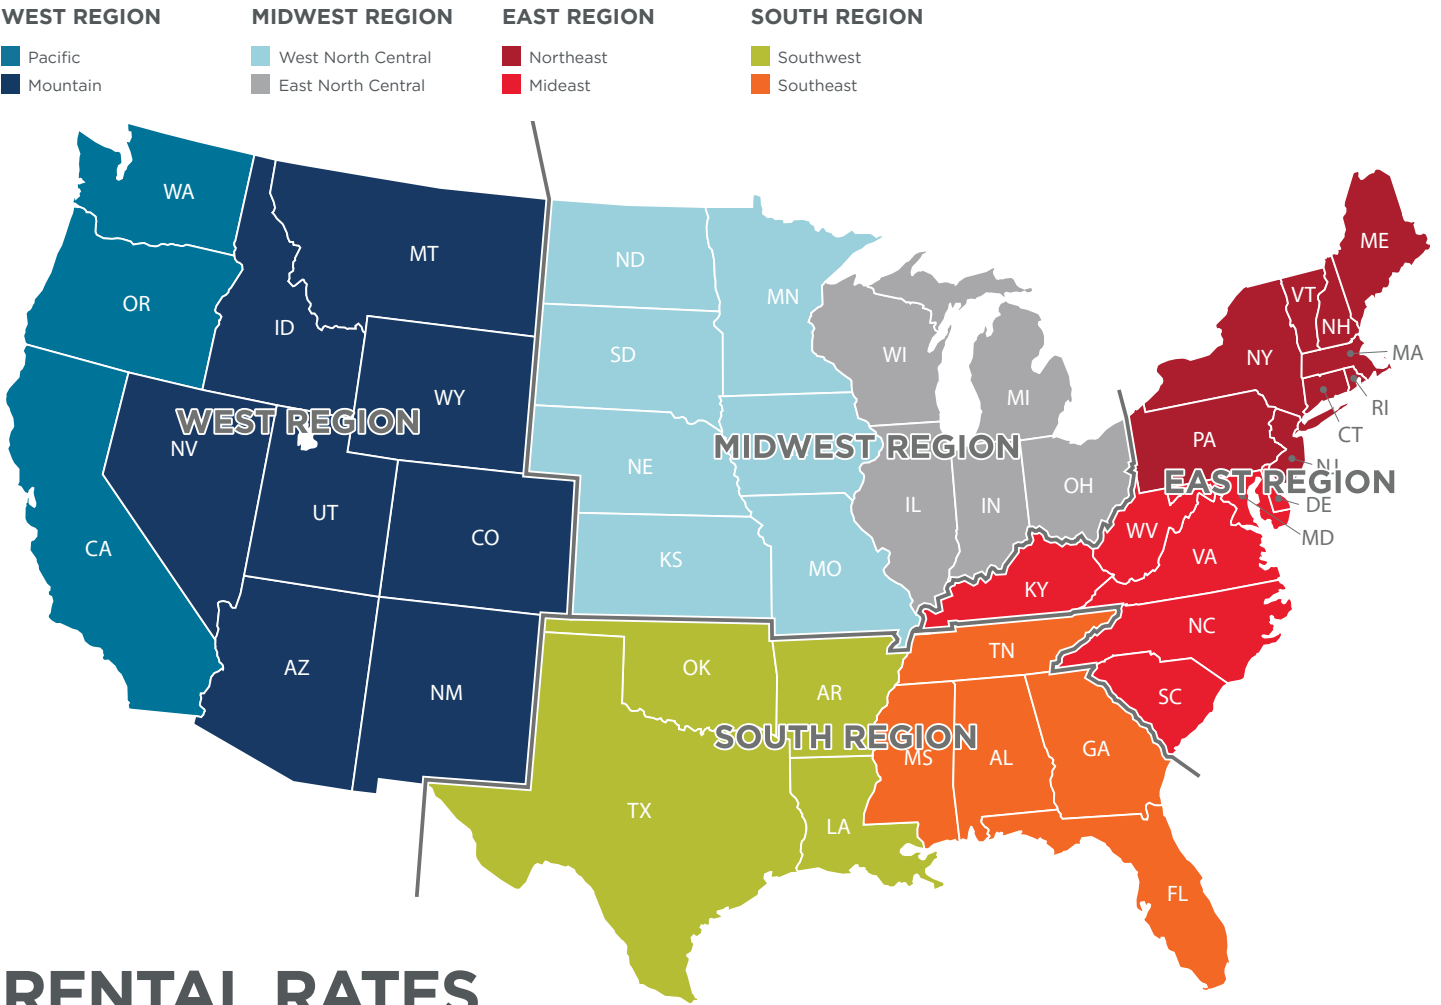 WEST REGION
Pacific
Mountain
MIDWEST REGION
West North Central
East North Central
EAST REGION
Northeast
Mideast
SOUTH REGION
Southwest
Southeast
WA
OR
CA
NV
ID
MT
WY
UT
CO
AZ
NM
WEST REGION
ND
SD
NE
KS
MN
MO
WI
MI
IL
IN
OH
MIDWEST REGION
ME
VT
NH
NY
MA
RI
CT
PA
NJ
DE
MD
EAST REGION
WV
VA
KY
NC
SC
TN
OK
AR
TX
LA
MS
AL
GA
FL
SOUTH REGION
RENTAL RATES